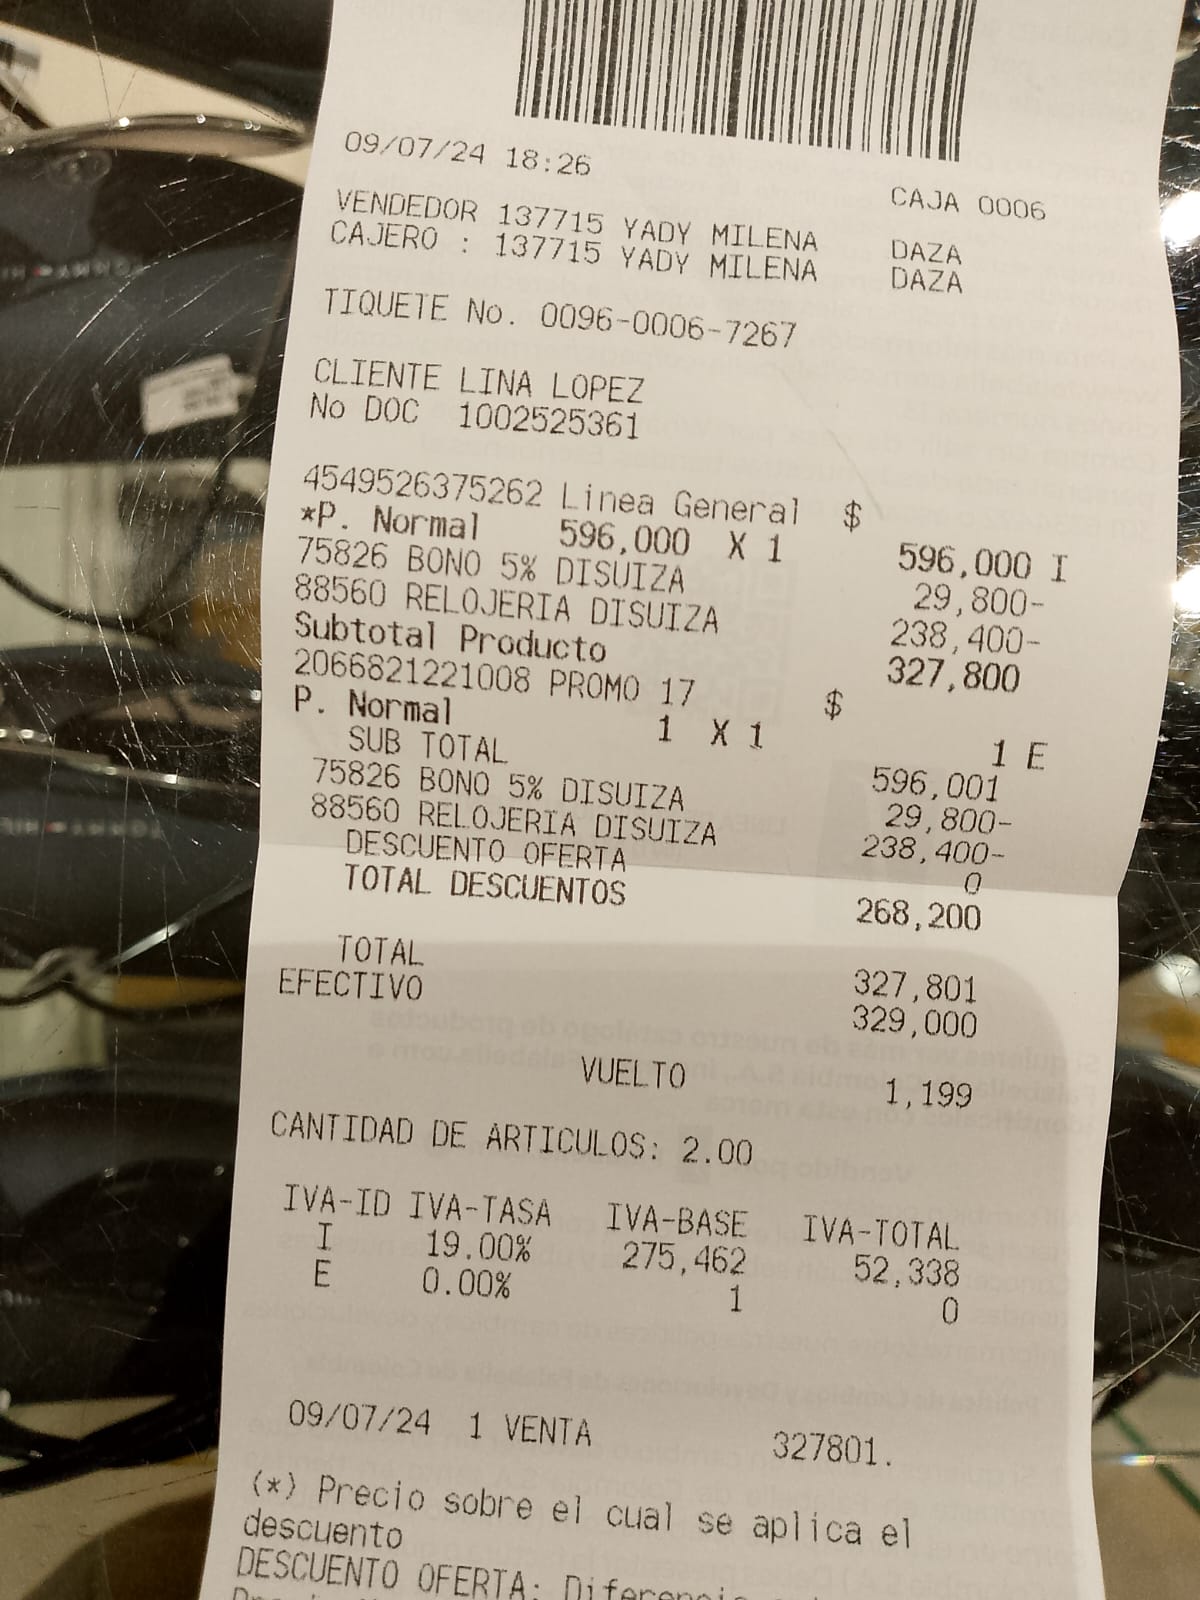 09/07/24 18:26 CAJA 0006
VENDEDOR 137715 YADY MILENA DAZA
CAJERO : 137715 YADY MILENA DAZA
TIQUETE No. 0096-0006-7267
CLIENTE LINA LOPEZ
No DOC 1002525361
4549526375262 Linea General $ 596,000 I
*P. Normal 596,000 X 1
75826 BONO 5% DISUIZA 29,800-
88560 RELOJERIA DISUIZA 238,400-
Subtotal Producto 327,800
2066821221008 PROMO 17 $ 1 E
P. Normal 1 X 1
SUB TOTAL 596,001
75826 BONO 5% DISUIZA 29,800-
88560 RELOJERIA DISUIZA 238,400-
DESCUENTO OFERTA 0
TOTAL DESCUENTOS 268,200
TOTAL 327,801
EFECTIVO 329,000
VUELTO 1,199
CANTIDAD DE ARTICULOS: 2.00
IVA-ID IVA-TASA IVA-BASE IVA-TOTAL
I 19.00% 275,462 52,338
E 0.00% 1 0
09/07/24 1 VENTA 327801.
(*) Precio sobre el cual se aplica el
descuento
DESCUENTO OFERTA: